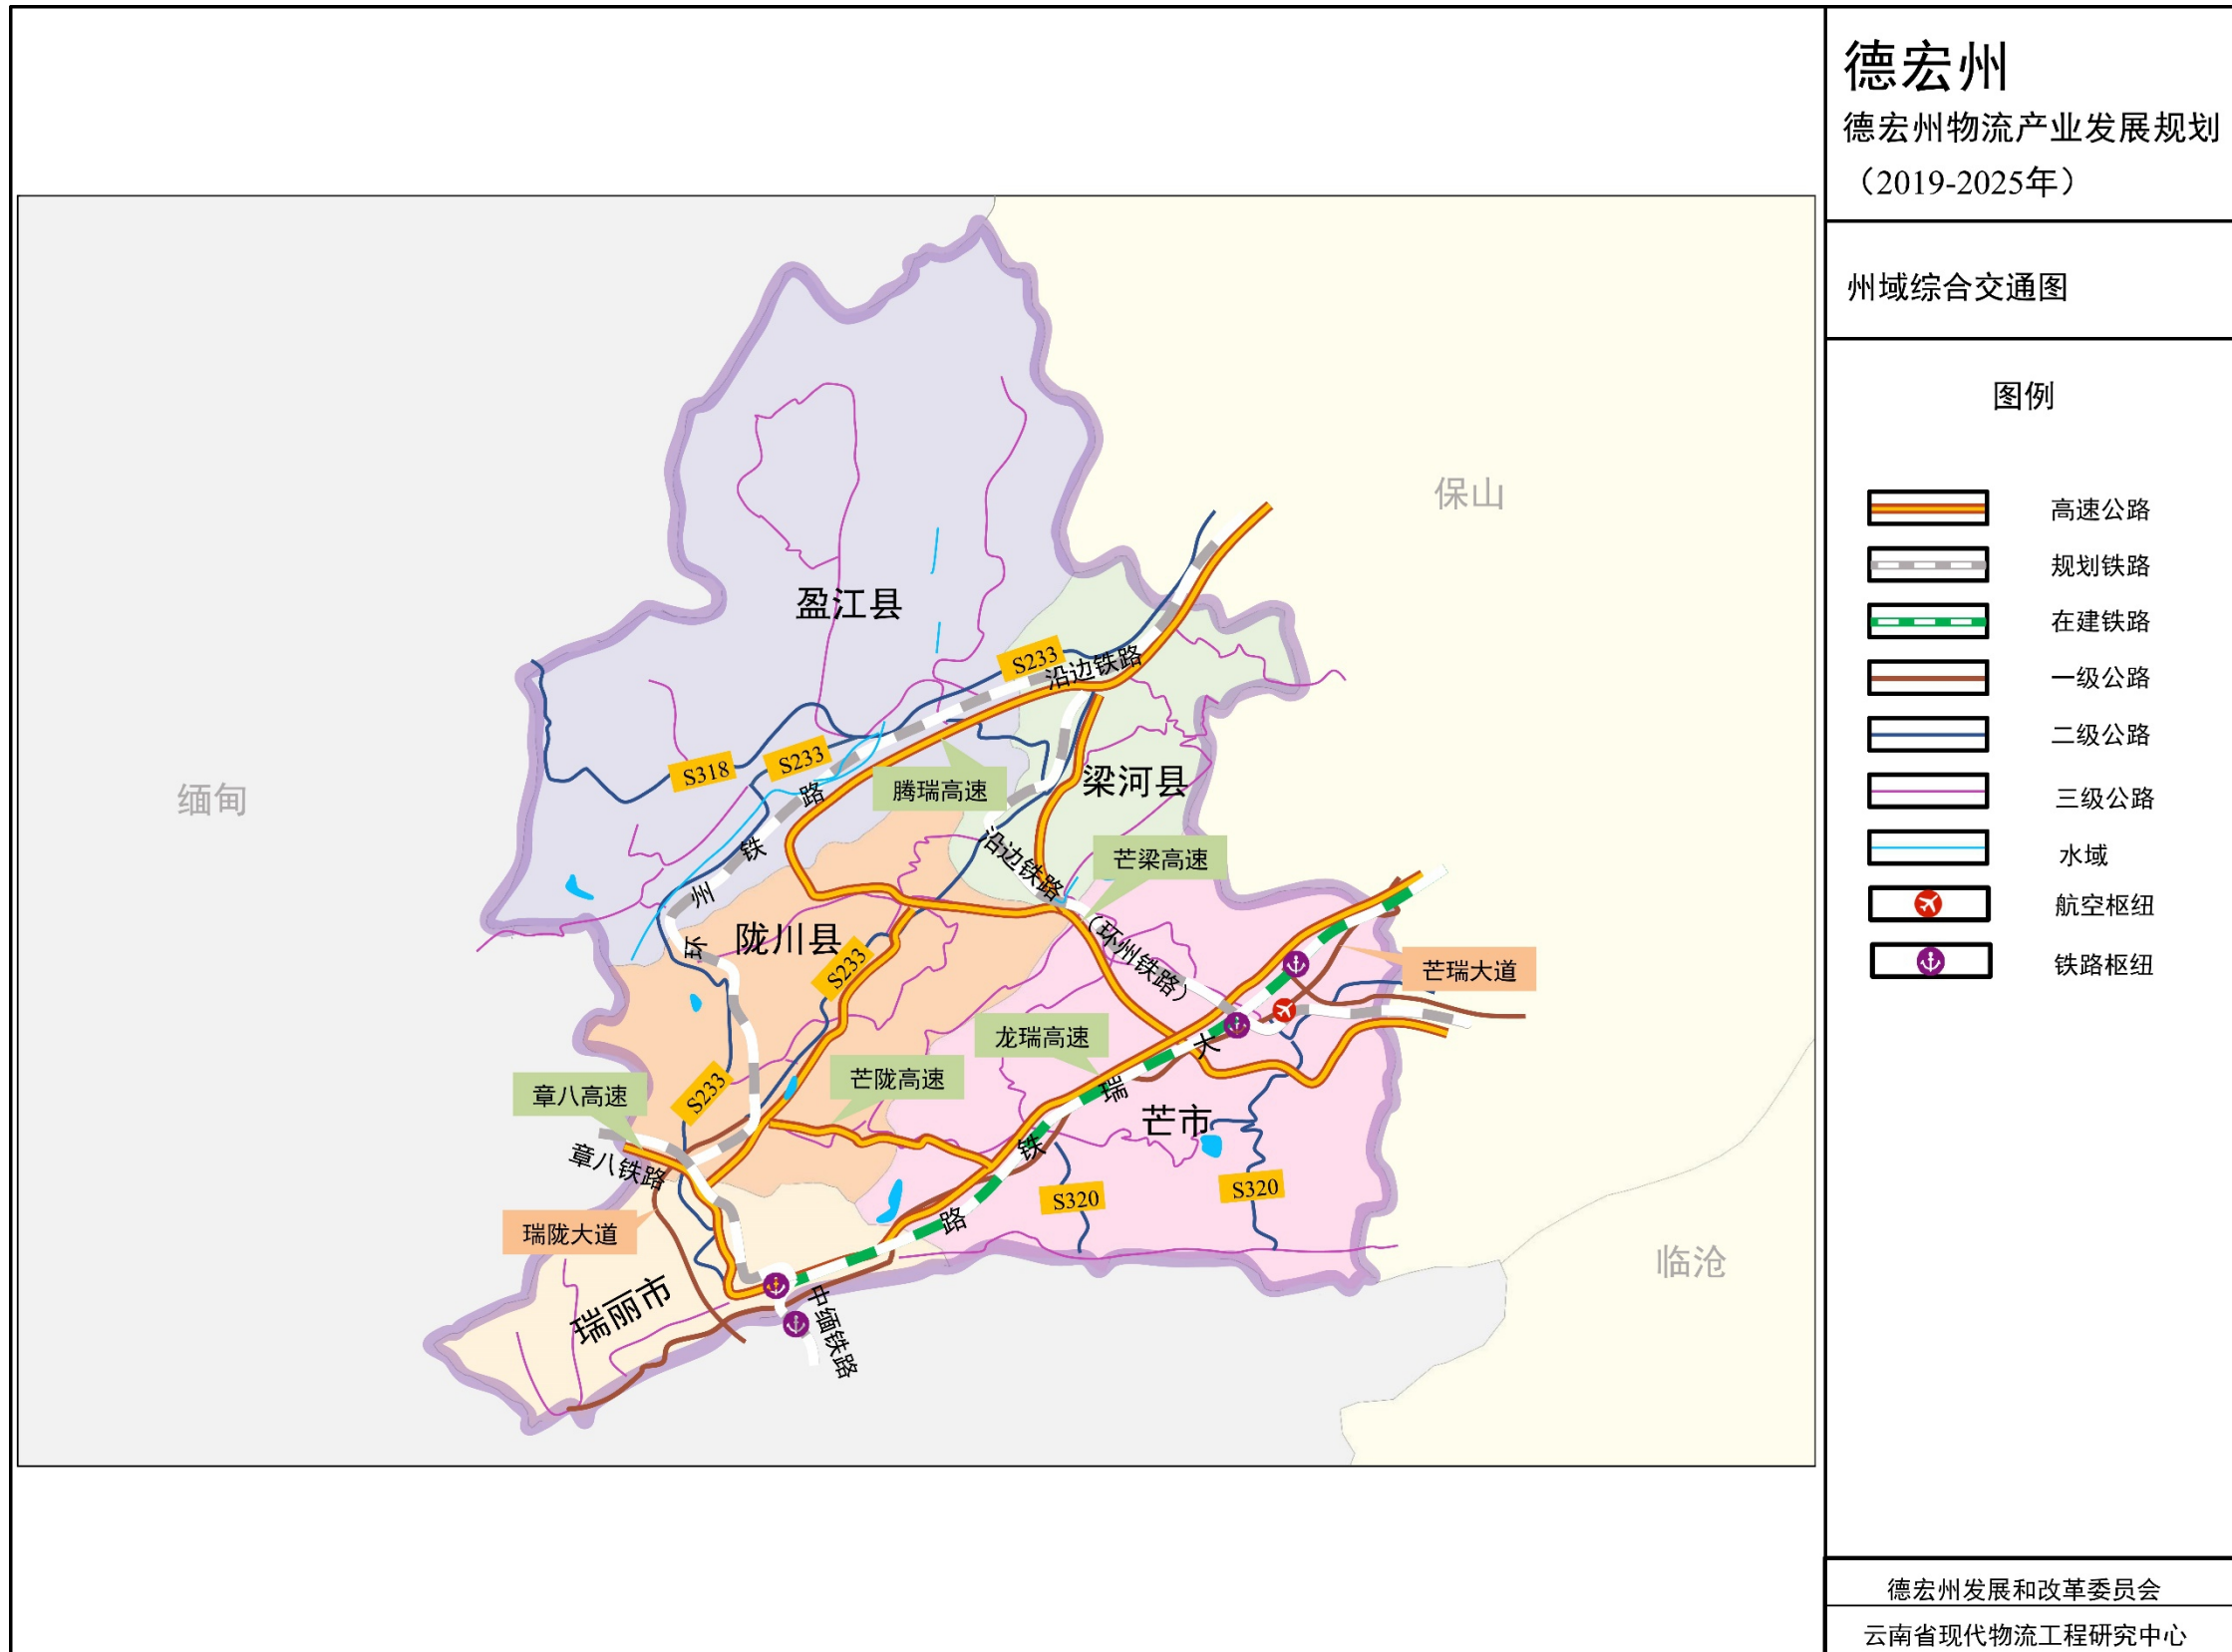 德宏州
德宏州物流产业发展规划
（2019-2025年）
州域综合交通图
图例
高速公路
规划铁路
在建铁路
一级公路
二级公路
三级公路
水域
航空枢纽
铁路枢纽
德宏州发展和改革委员会
云南省现代物流工程研究中心
保山
盈江县
S233
沿边铁路
S318
S233
缅甸
腾瑞高速
梁河县
环州铁路
沿边铁路
芒梁高速
（环州铁路）
陇川县
S233
芒瑞大道
龙瑞高速
大瑞铁路
芒陇高速
章八高速
S233
芒市
章八铁路
S320
S320
瑞陇大道
临沧
瑞丽市
中缅铁路